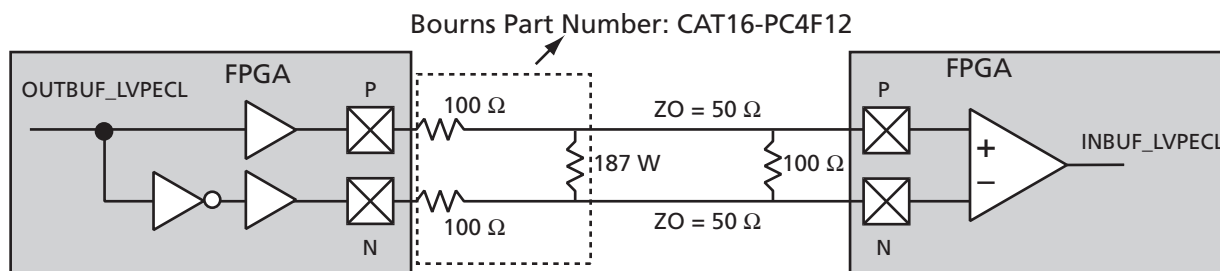 Bourns Part Number: CAT16-PC4F12
FPGA
OUTBUF_LVPECL
P
100 Ω
ZO = 50 Ω
187 W
100 Ω
N
100 Ω
ZO = 50 Ω
FPGA
P
+
–
INBUF_LVPECL
N